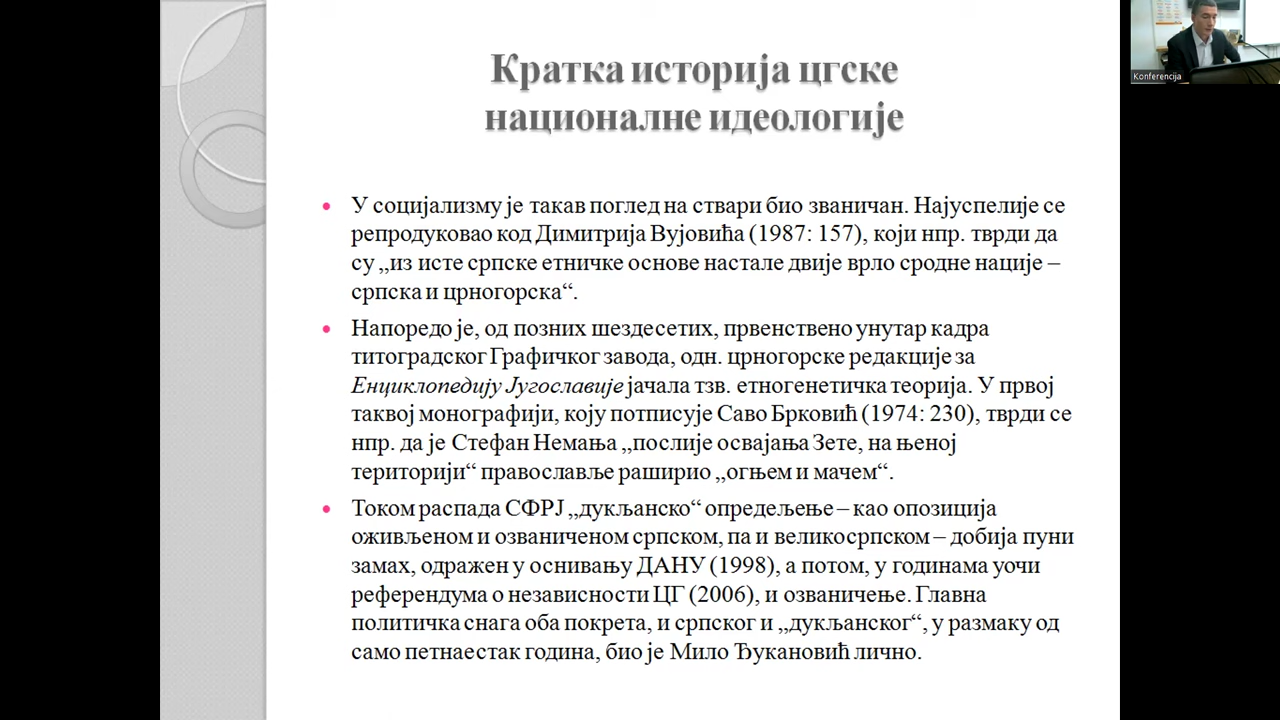 Кратка историја цгске
националне идеологије
У социјализму је такав поглед на ствари био званичан. Најуспелије се
репродуковао код Димитрија Вујовића (1987: 157), који нпр. тврди да
су „из исте српске етничке основе настале двије врло сродне нације –
српска и црногорска“.
Напоредо је, од позних шездесетих, првенствено унутар кадра
титоградског Графичког завода, одн. црногорске редакције за
Енциклопедију Југославије јачала тзв. етногенетичка теорија. У првој
таквој монографији, коју потписује Саво Брковић (1974: 230), тврди се
нпр. да је Стефан Немања „послије освајања Зете, на њеној
територији“ православље раширио „огњем и мачем“.
Током распада СФРЈ „дукљанско“ опредељење – као опозиција
оживљеном и озваниченом српском, па и великосрпском – добија пуни
замах, одражен у оснивању ДАНУ (1998), а потом, у годинама уочи
референдума о независности ЦГ (2006), и озваничење. Главна
политичка снага оба покрета, и српског и „дукљанског“, у размаку од
само петнаестак година, био је Мило Ђукановић лично.
Konferencija